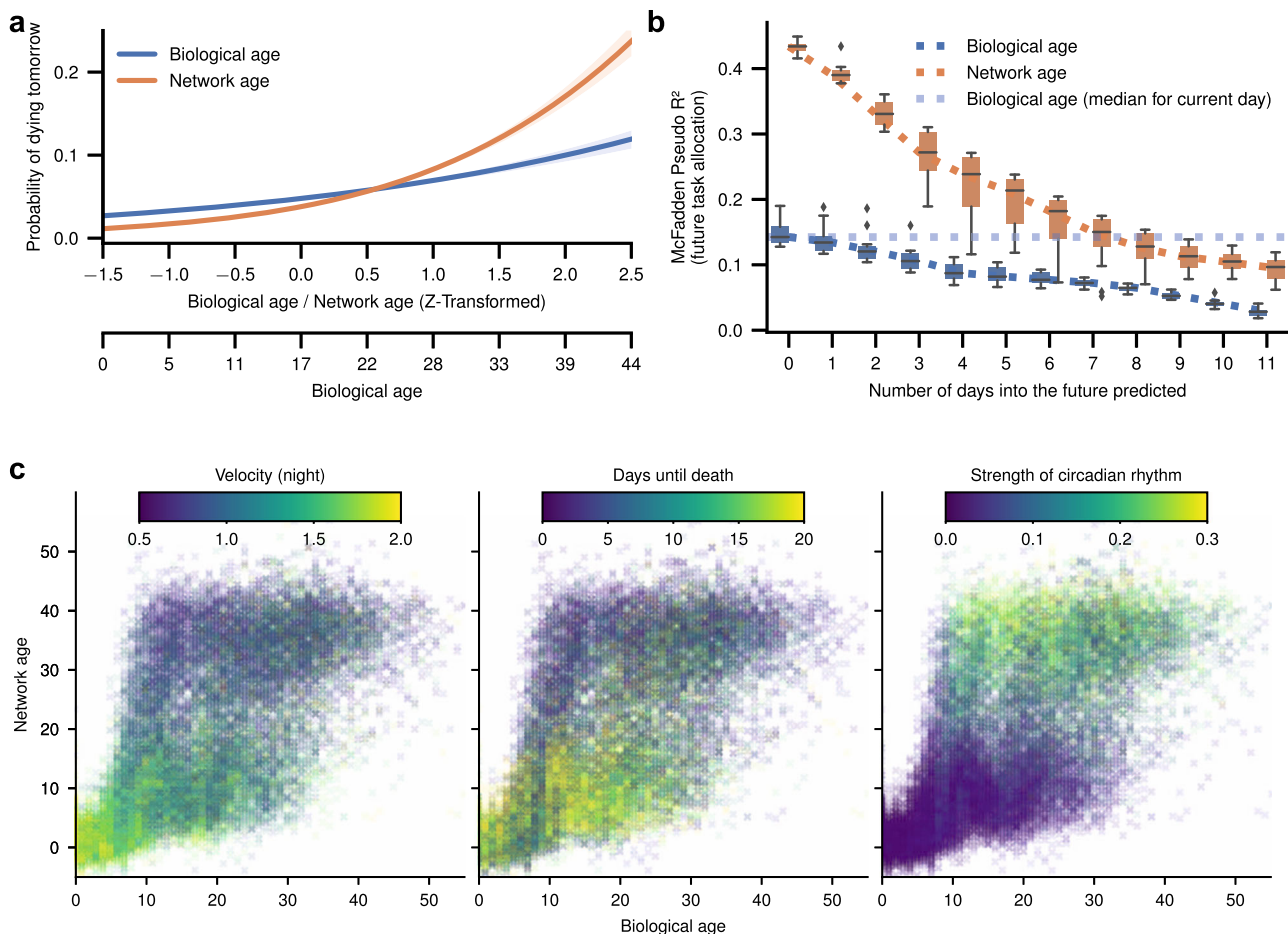 a
Probability of dying tomorrow
Biological age
Network age
0.2
0.1
0.0
−1.5 −1.0 −0.5 0.0 0.5 1.0 1.5 2.0 2.5
Biological age / Network age (Z-Transformed)
0 5 11 17 22 28 33 39 44
Biological age
b
McFadden Pseudo R²
(future task allocation)
Biological age
Network age
Biological age (median for current day)
0.4
0.3
0.2
0.1
0.0
0 1 2 3 4 5 6 7 8 9 10 11
Number of days into the future predicted
c
Velocity (night)
0.5 1.0 1.5 2.0
Days until death
0 5 10 15 20
Strength of circadian rhythm
0.0 0.1 0.2 0.3
Network age
50
40
30
20
10
0
0 10 20 30 40 50
0 10 20 30 40 50
0 10 20 30 40 50
Biological age